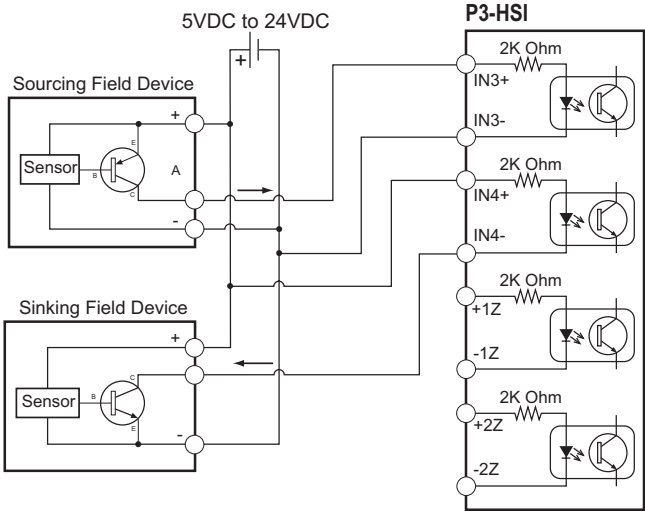 P3-HSI
5VDC to 24VDC
+
2K Ohm
IN3+
IN3-
Sourcing Field Device
+
E
Sensor
B
A
C
-
2K Ohm
IN4+
IN4-
Sinking Field Device
+
C
Sensor
B
E
-
2K Ohm
+1Z
-1Z
2K Ohm
+2Z
-2Z